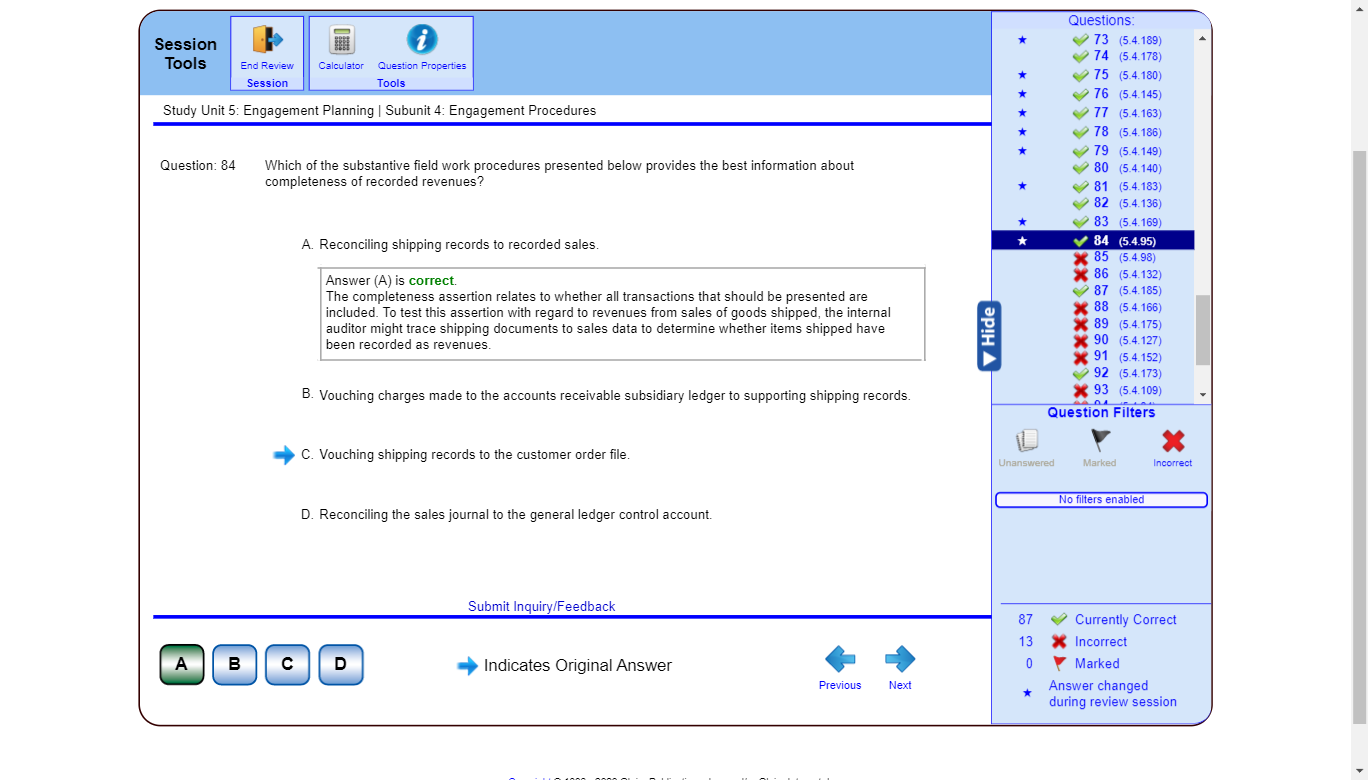 Session Tools
End Review
Session
Calculator
Question Properties
Tools
Study Unit 5: Engagement Planning | Subunit 4: Engagement Procedures
Question: 84
Which of the substantive field work procedures presented below provides the best information about
completeness of recorded revenues?
A. Reconciling shipping records to recorded sales.
Answer (A) is correct.
The completeness assertion relates to whether all transactions that should be presented are
included. To test this assertion with regard to revenues from sales of goods shipped, the internal
auditor might trace shipping documents to sales data to determine whether items shipped have
been recorded as revenues.
B. Vouching charges made to the accounts receivable subsidiary ledger to supporting shipping records.
C. Vouching shipping records to the customer order file.
D. Reconciling the sales journal to the general ledger control account.
Submit Inquiry/Feedback
A B C D
Indicates Original Answer
Previous
Next
Hide
Questions:
73 (5.4.189)
74 (5.4.178)
75 (5.4.180)
76 (5.4.145)
77 (5.4.163)
78 (5.4.186)
79 (5.4.149)
80 (5.4.140)
81 (5.4.183)
82 (5.4.136)
83 (5.4.169)
84 (5.4.95)
85 (5.4.98)
86 (5.4.132)
87 (5.4.185)
88 (5.4.166)
89 (5.4.175)
90 (5.4.127)
91 (5.4.152)
92 (5.4.173)
93 (5.4.109)
Question Filters
Unanswered
Marked
Incorrect
No filters enabled
87 Currently Correct
13 Incorrect
0 Marked
Answer changed
during review session